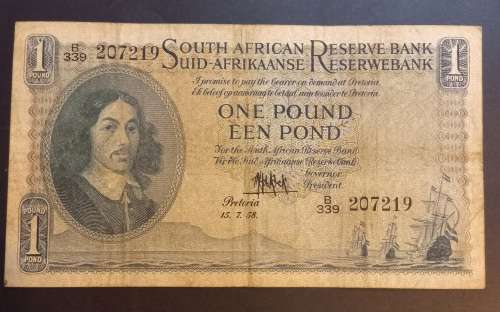 1 POUND
B/339 207219
SOUTH AFRICAN RESERVE BANK
SUID-AFRIKAANSE RESERWEBANK
1 POUND
I promise to pay the Bearer on demand at Pretoria
Ek beloof op aanvraag te betaal aan toonder te Pretoria
ONE POUND
EEN POND
For the South African Reserve Bank
Vir die Suid-Afrikaanse Reserwebank
Governor
President
Pretoria
15. 7. 58.
B/339 207219
POUND 1